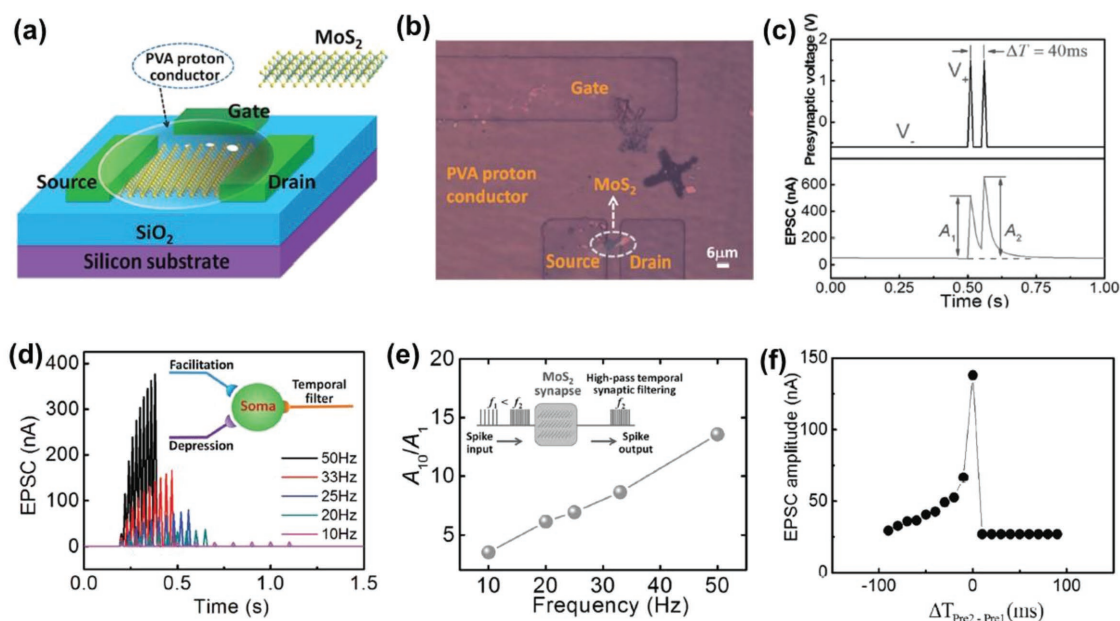 (a)
MoS2
PVA proton
conductor
Gate
Source
Drain
SiO2
Silicon substrate
(b)
Gate
PVA proton
conductor
MoS2
Source
Drain
6μm
(c)
Presynaptic voltage (V)
2
1
0
V+
V-
ΔT = 40ms
EPSC (nA)
600
400
200
0
A1
A2
0.00 0.25 0.50 0.75 1.00
Time (s)
(d)
EPSC (nA)
400
300
200
100
0
Facilitation
Soma
Temporal
filter
Depression
50Hz
33Hz
25Hz
20Hz
10Hz
0.0 0.5 1.0 1.5
Time (s)
(e)
A10/A1
20
15
10
5
MoS2
synapse
High-pass temporal
synaptic filtering
f1 < f2
f2
Spike
input
Spike
output
10 20 30 40 50
Frequency (Hz)
(f)
EPSC amplitude (nA)
150
100
50
0
-100 0 100
ΔTPre2 - Pre1(ms)